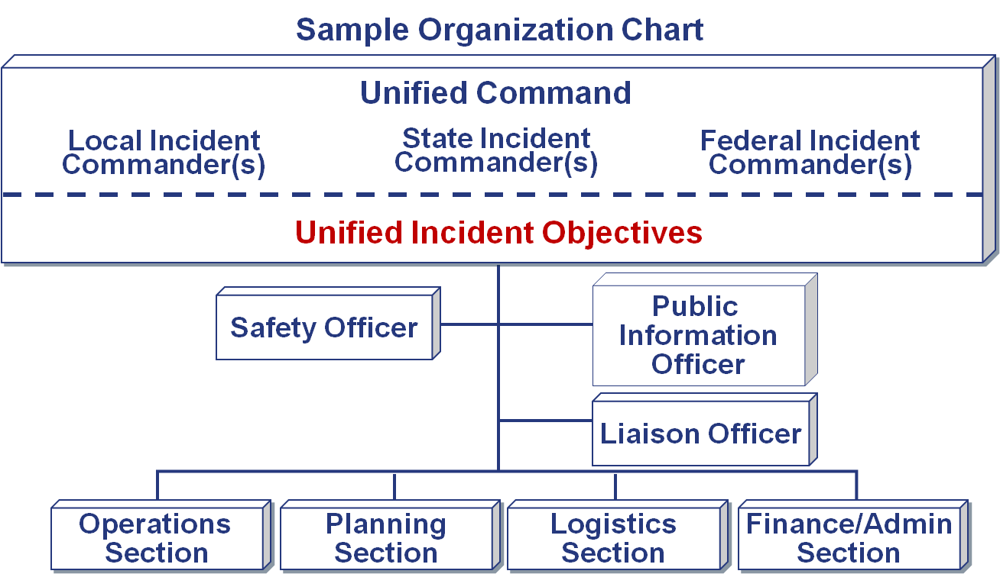 Sample Organization Chart
Unified Command
Local Incident
Commander(s)
State Incident
Commander(s)
Federal Incident
Commander(s)
Unified Incident Objectives
Safety Officer
Public
Information
Officer
Liaison Officer
Operations
Section
Planning
Section
Logistics
Section
Finance/Admin
Section